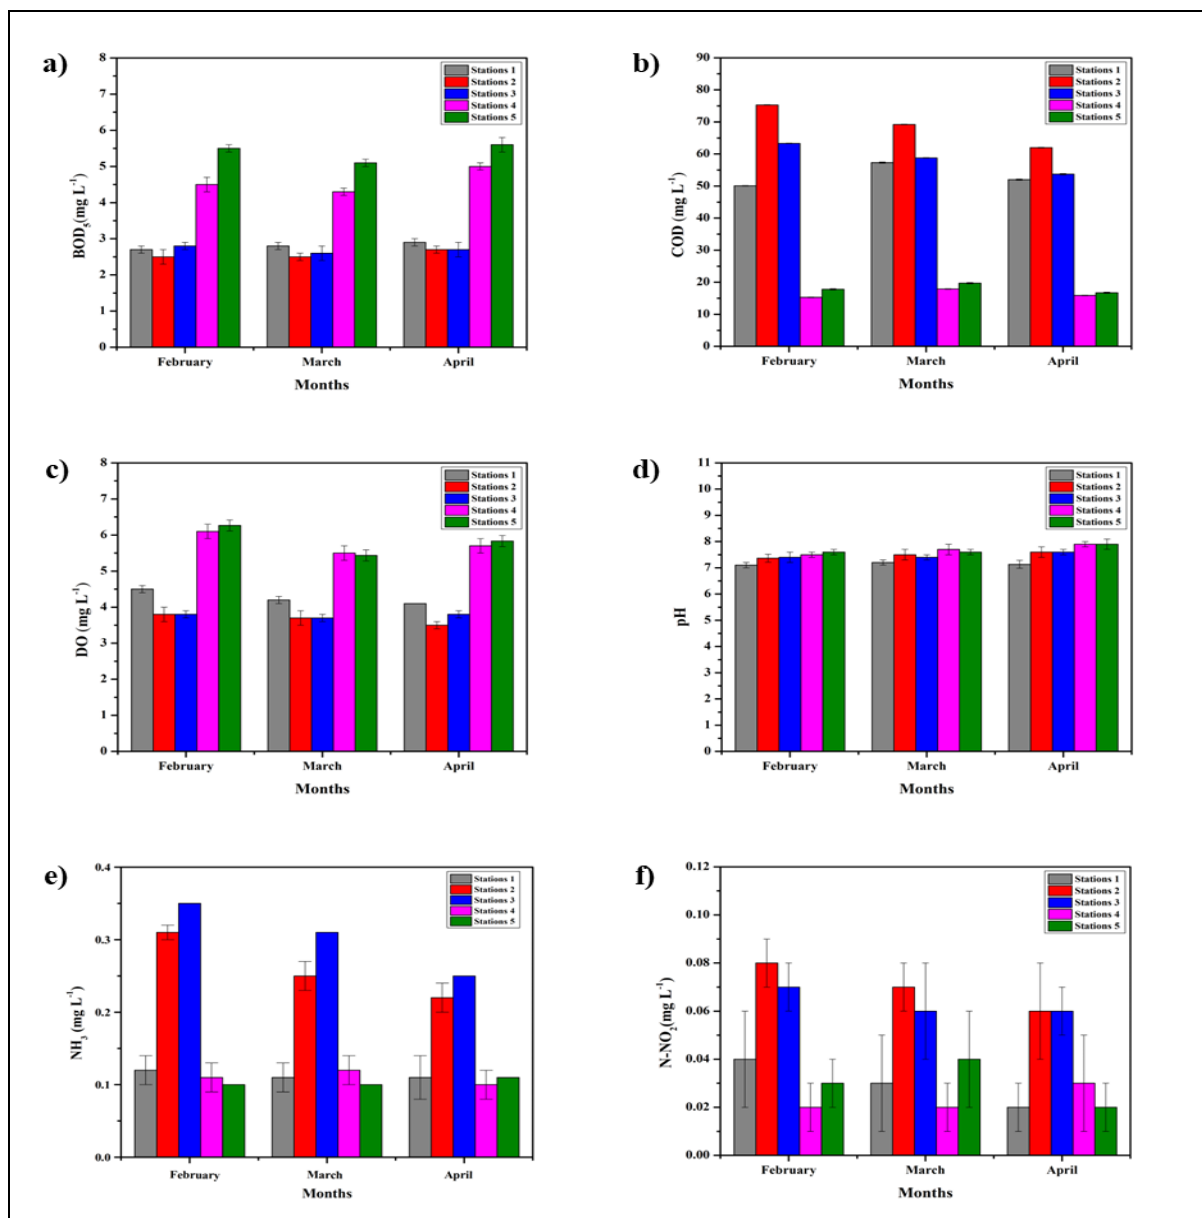 a)
8
7
6
5
4
3
2
1
0
BOD5(mg L-1)
Stations 1
Stations 2
Stations 3
Stations 4
Stations 5
February March April
Months
b)
90
80
70
60
50
40
30
20
10
0
COD (mg L-1)
Stations 1
Stations 2
Stations 3
Stations 4
Stations 5
February March April
Months
c)
8
7
6
5
4
3
2
1
0
DO (mg L-1)
Stations 1
Stations 2
Stations 3
Stations 4
Stations 5
February March April
Months
d)
11
10
9
8
7
6
5
4
3
2
1
0
pH
Stations 1
Stations 2
Stations 3
Stations 4
Stations 5
February March April
Months
e)
0.4
0.3
0.2
0.1
0.0
NH3 (mg L-1)
Stations 1
Stations 2
Stations 3
Stations 4
Stations 5
February March April
Months
f)
0.12
0.10
0.08
0.06
0.04
0.02
0.00
N-NO2(mg L-1)
Stations 1
Stations 2
Stations 3
Stations 4
Stations 5
February March April
Months